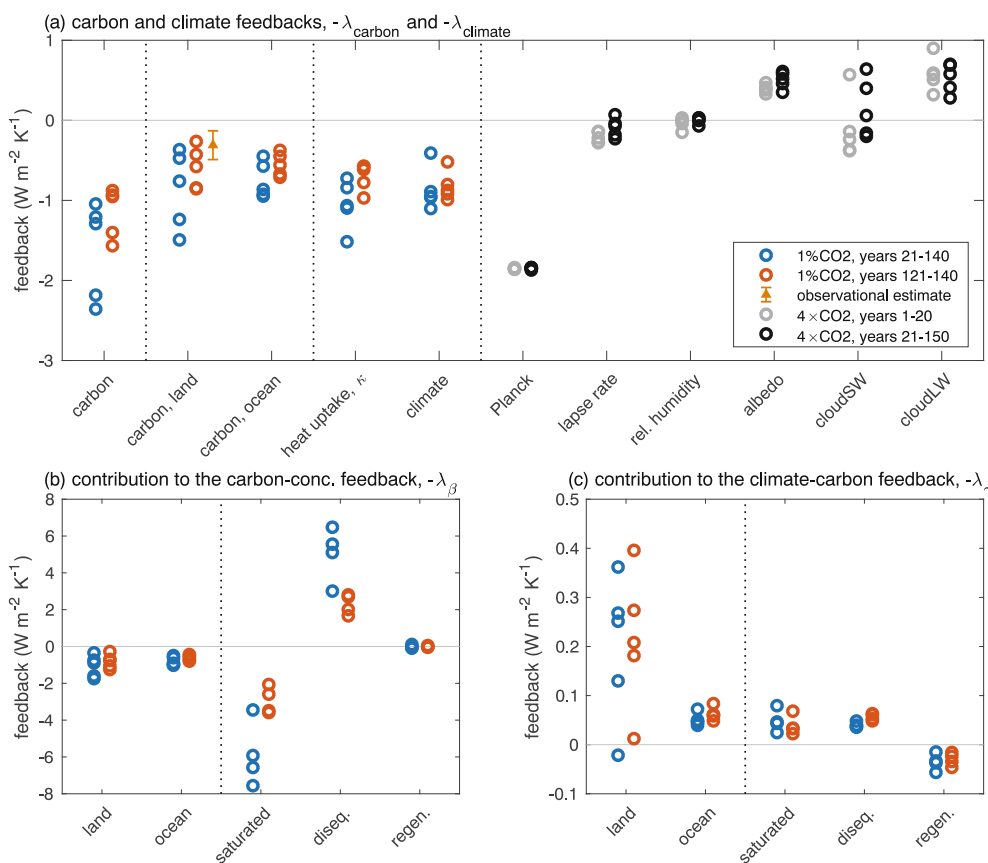 (a) carbon and climate feedbacks, -λcarbon and -λclimate
feedback (W m-2 K-1)
1
0
-1
-2
-3
1%CO2, years 21-140
1%CO2, years 121-140
observational estimate
4×CO2, years 1-20
4×CO2, years 21-150
carbon
carbon, land
carbon, ocean
heat uptake, κ
climate
Planck
lapse rate
rel. humidity
albedo
cloudSW
cloudLW
(b) contribution to the carbon-conc. feedback, -λβ
feedback (W m-2 K-1)
8
6
4
2
0
-2
-4
-6
-8
land
ocean
saturated
diseq.
regen.
(c) contribution to the climate-carbon feedback, -λ
feedback (W m-2 K-1)
0.5
0.4
0.3
0.2
0.1
0
-0.1
land
ocean
saturated
diseq.
regen.